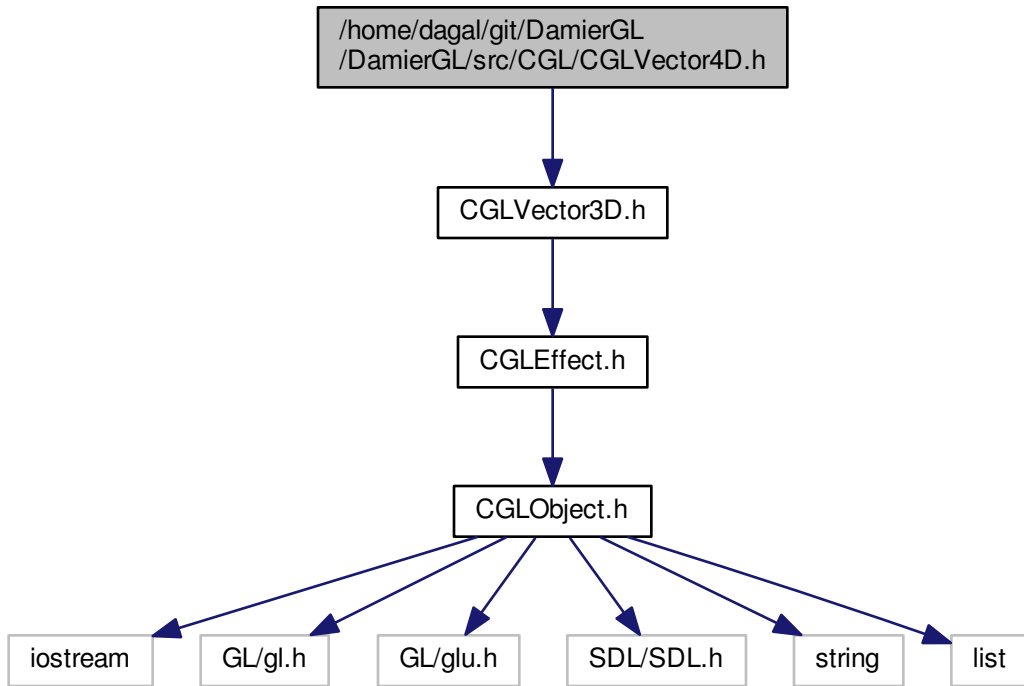 /home/dagal/git/DamierGL
/DamierGL/src/CGL/CGLVector4D.h
CGLVector3D.h
CGLEffect.h
CGLObject.h
iostream
GL/gl.h
GL/glu.h
SDL/SDL.h
string
list